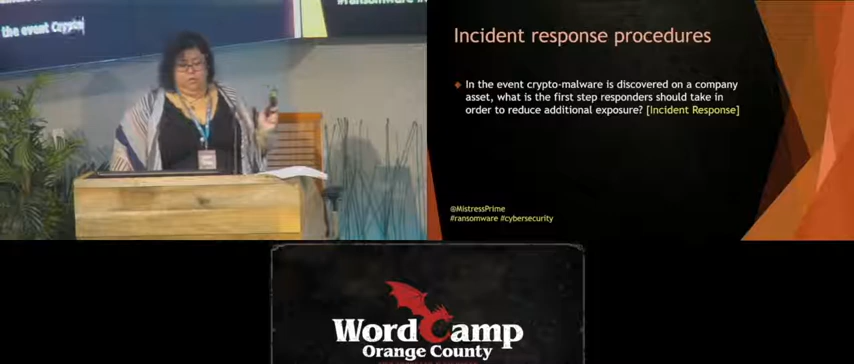 #ransomware
the event Crypto
Incident response procedures
In the event crypto-malware is discovered on a company
asset, what is the first step responders should take in
order to reduce additional exposure? [Incident Response]
@MistressPrime
#ransomware #cybersecurity
WordCamp
Orange County